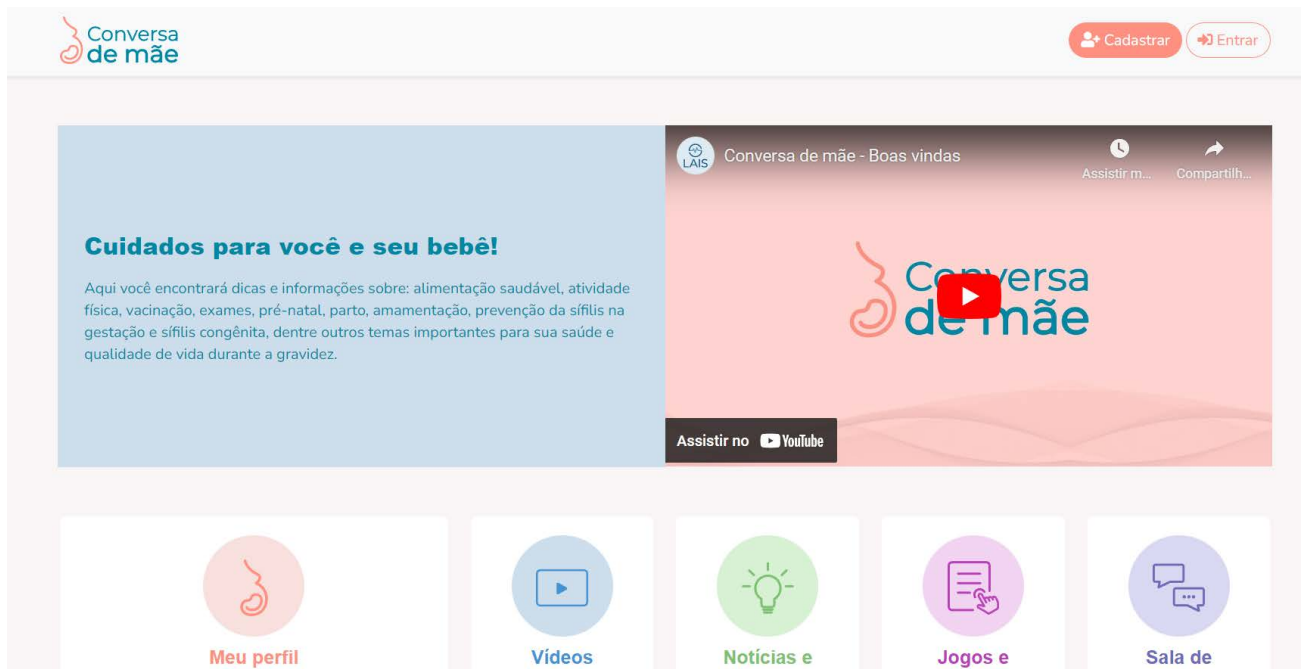 Conversa
de mãe
Cadastrar
Entrar
Cuidados para você e seu bebê!
Aqui você encontrará dicas e informações sobre: alimentação saudável, atividade
física, vacinação, exames, pré-natal, parto, amamentação, prevenção da sífilis na
gestação e sífilis congênita, dentre outros temas importantes para sua saúde e
qualidade de vida durante a gravidez.
LAIS
Conversa de mãe - Boas vindas
Assistir m...
Compartilh...
Conversa
de mãe
Assistir no YouTube
Meu perfil
Vídeos
Notícias e
Jogos e
Sala de